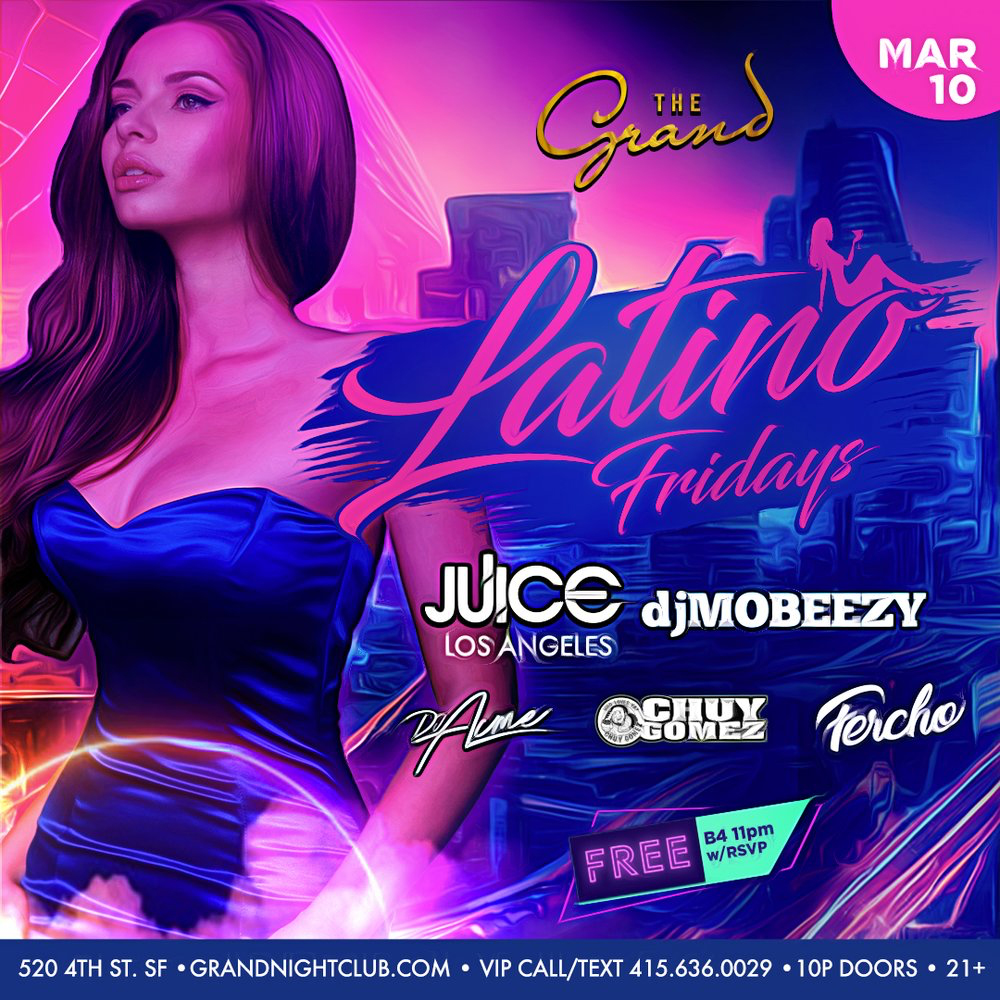 MAR
10
THE
Grand
Latino
Fridays
JUICE
LOS ANGELES
djMOBEEZY
DJ Acme
CHUY
GOMEZ
Fercho
FREE
B4 11pm
w/RSVP
520 4TH ST. SF • GRANDNIGHTCLUB.COM • VIP CALL/TEXT 415.636.0029 • 10P DOORS • 21+